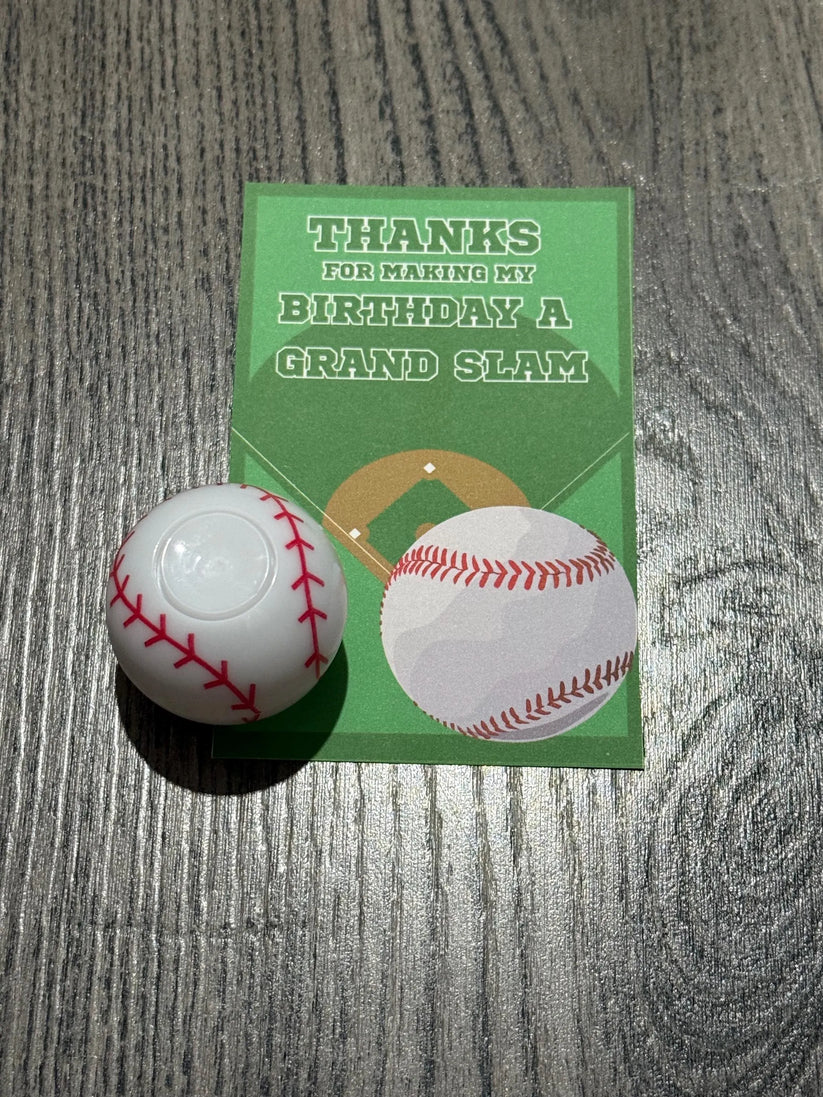 THANKS
FOR MAKING MY
BIRTHDAY A
GRAND SLAM